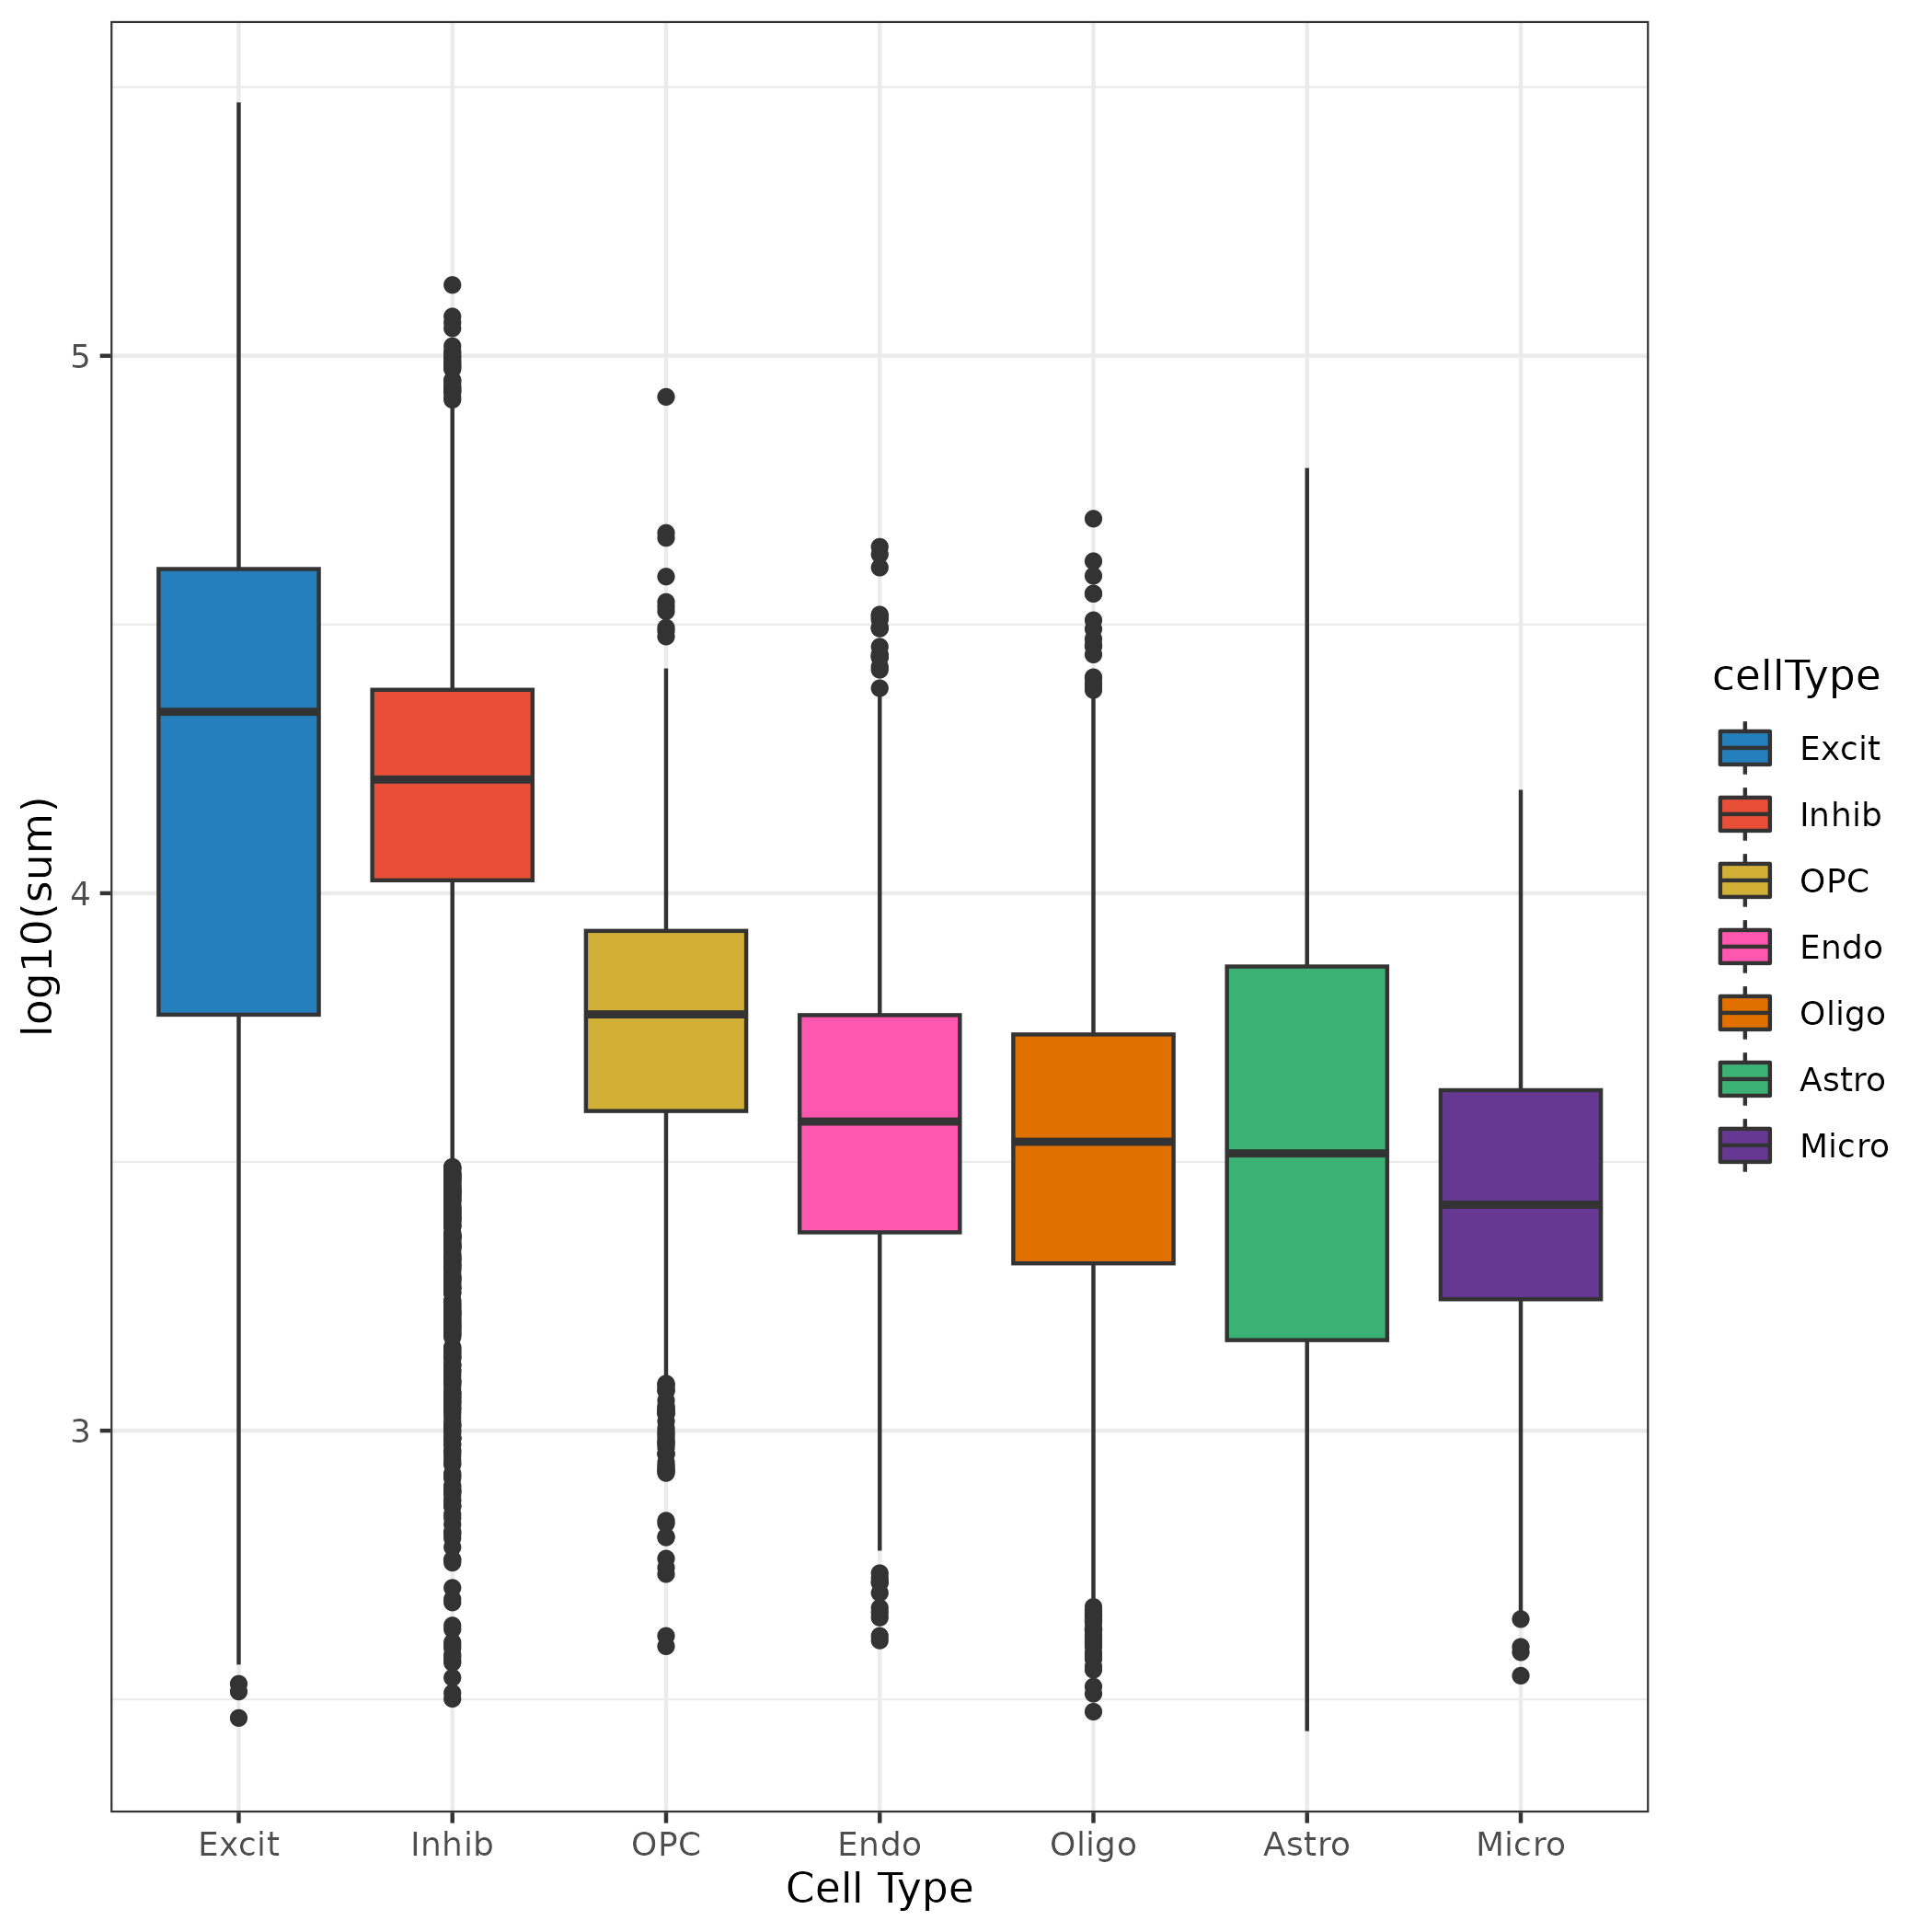 log10(sum)
5
4
3
Excit
Inhib
OPC
Endo
Oligo
Astro
Micro
Cell Type
cellType
Excit
Inhib
OPC
Endo
Oligo
Astro
Micro